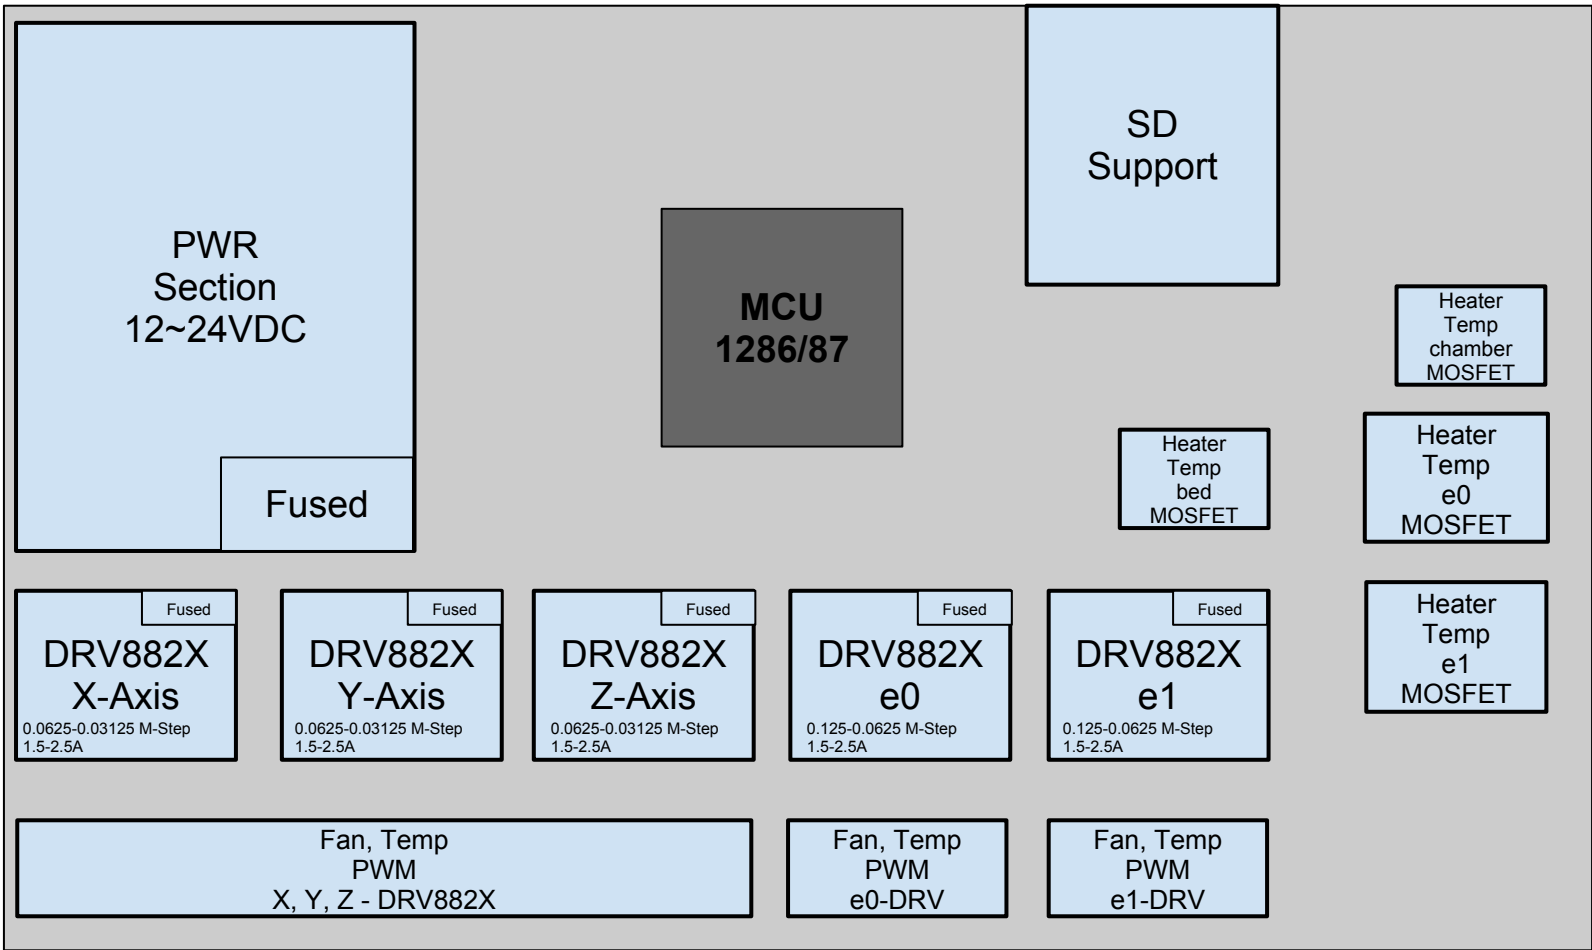 PWR
Section
12~24VDC
Fused
MCU
1286/87
SD
Support
Heater
Temp
chamber
MOSFET
Heater
Temp
bed
MOSFET
Heater
Temp
e0
MOSFET
Heater
Temp
e1
MOSFET
Fused
DRV882X
X-Axis
0.0625-0.03125 M-Step
1.5-2.5A
Fused
DRV882X
Y-Axis
0.0625-0.03125 M-Step
1.5-2.5A
Fused
DRV882X
Z-Axis
0.0625-0.03125 M-Step
1.5-2.5A
Fused
DRV882X
e0
0.125-0.0625 M-Step
1.5-2.5A
Fused
DRV882X
e1
0.125-0.0625 M-Step
1.5-2.5A
Fan, Temp
PWM
X, Y, Z - DRV882X
Fan, Temp
PWM
e0-DRV
Fan, Temp
PWM
e1-DRV